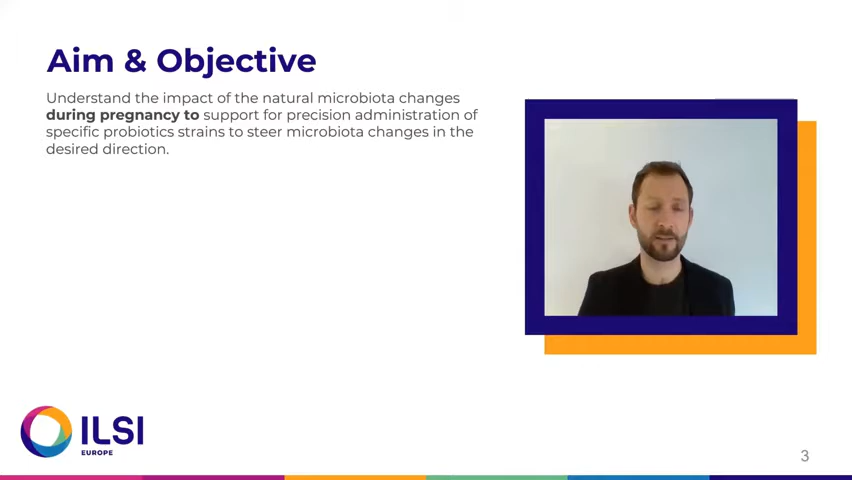 Aim & Objective
Understand the impact of the natural microbiota changes
during pregnancy to support for precision administration of
specific probiotics strains to steer microbiota changes in the
desired direction.
ILSI
EUROPE
3